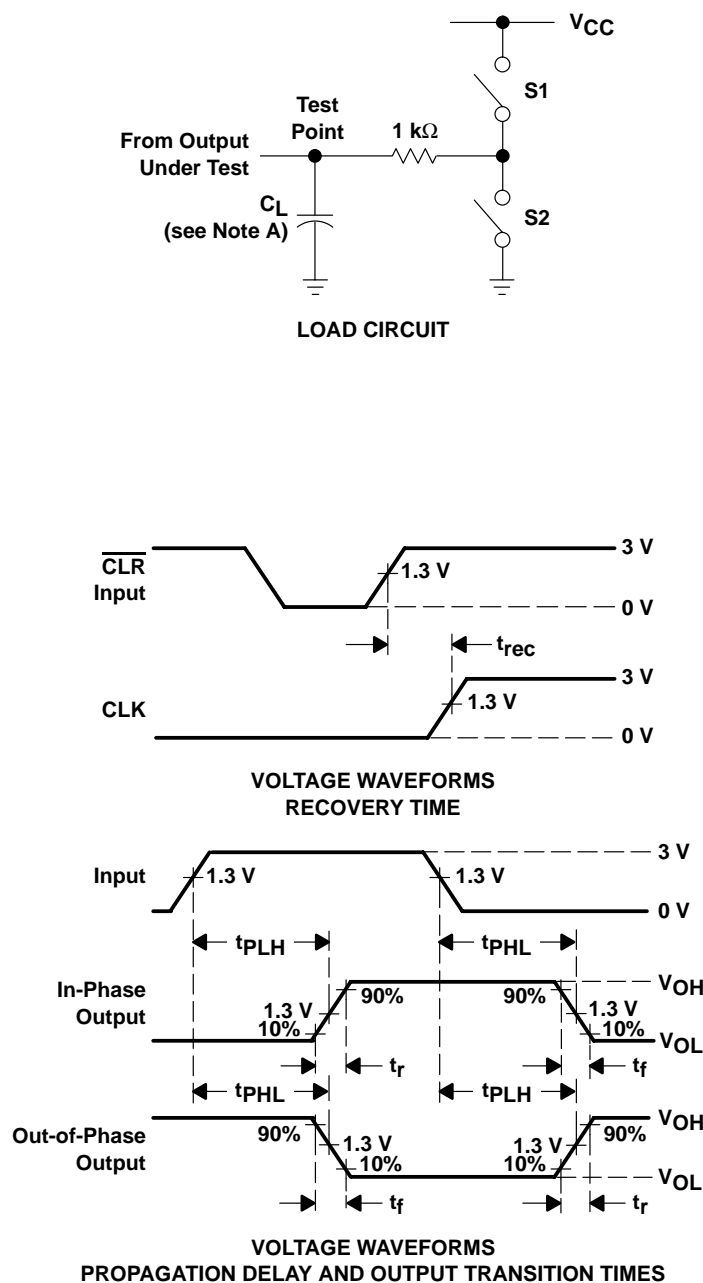 VCC
S1
Test
Point
1 kΩ
From Output
Under Test
CL
(see Note A)
S2
LOAD CIRCUIT
CLR
Input
3 V
1.3 V
0 V
trec
CLK
3 V
1.3 V
0 V
VOLTAGE WAVEFORMS
RECOVERY TIME
Input
1.3 V
1.3 V
3 V
0 V
tPLH
tPHL
In-Phase
Output
1.3 V
10%
90%
90%
1.3 V
10%
VOH
VOL
tr
tf
tPHL
tPLH
Out-of-Phase
Output
90%
1.3 V
10%
1.3 V
10%
90%
VOH
VOL
tf
tr
VOLTAGE WAVEFORMS
PROPAGATION DELAY AND OUTPUT TRANSITION TIMES